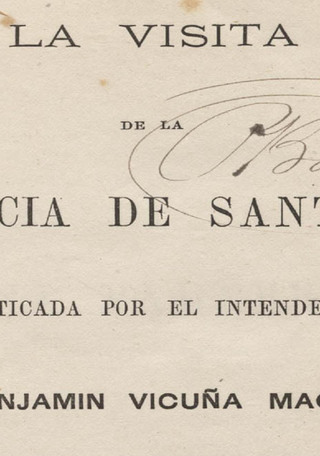 LA VISITA
DE LA
CIA DE SANT
TICADA POR EL INTENDE
NJAMIN VICUÑA MAC